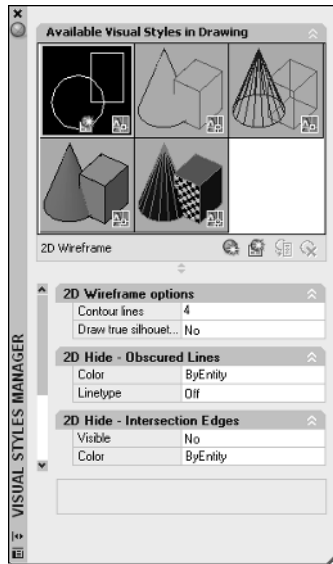 Available Visual Styles in Drawing
2D Wireframe
2D Wireframe options
Contour lines 4
Draw true silhouet... No
2D Hide - Obscured Lines
Color ByEntity
Linetype Off
2D Hide - Intersection Edges
Visible No
Color ByEntity
VISUAL STYLES MANAGER